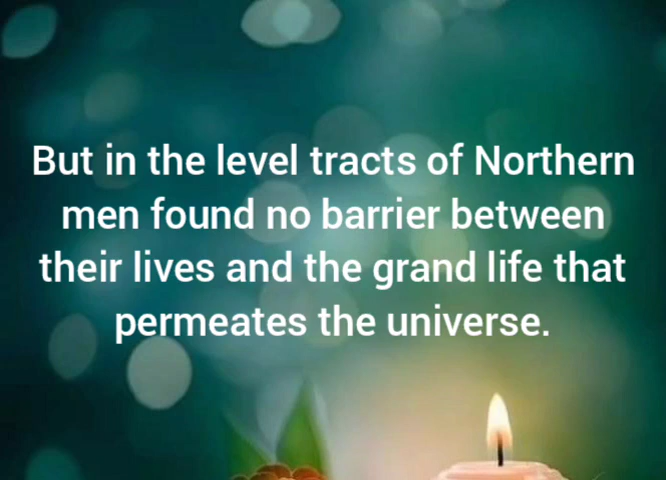 But in the level tracts of Northern
men found no barrier between
their lives and the grand life that
permeates the universe.